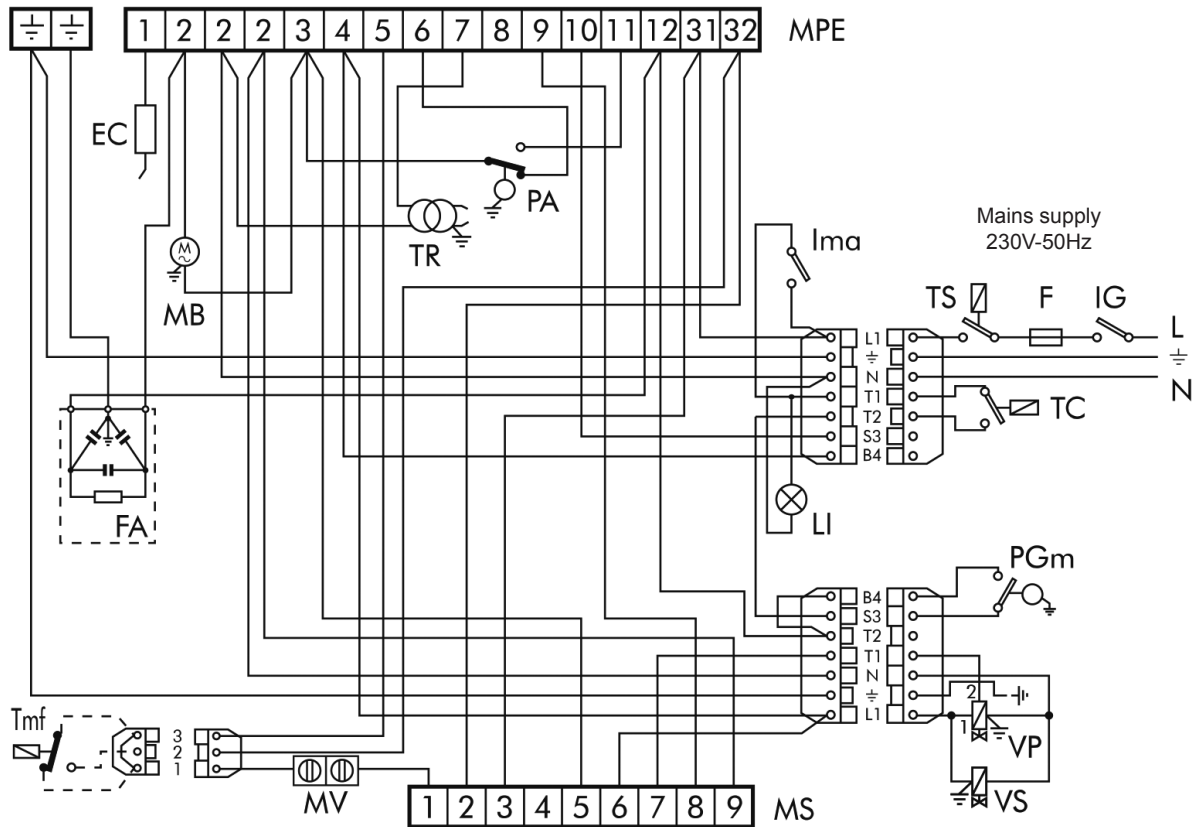 1 2 2 2 3 4 5 6 7 8 9 10 11 12 31 32 MPE
EC
PA
TR
M
MB
Ima
Mains supply
230V-50Hz
TS F IG
L
N
L1
N
T1
T2
S3
B4
TC
LI
FA
PGm
B4
S3
T2
T1
N
L1
2
1
VP
VS
Tmf
3
2
1
MV
1 2 3 4 5 6 7 8 9 MS